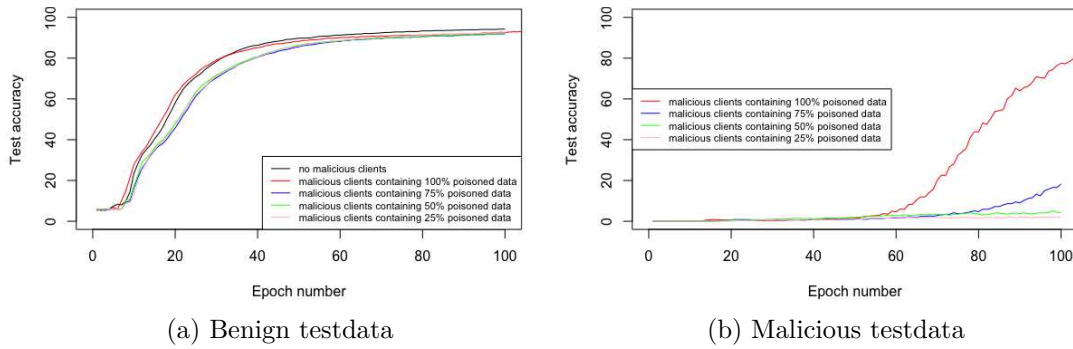 100
80
60
40
20
0
Test accuracy
no malicious clients
malicious clients containing 100% poisoned data
malicious clients containing 75% poisoned data
malicious clients containing 50% poisoned data
malicious clients containing 25% poisoned data
0 20 40 60 80 100
Epoch number
(a) Benign testdata
100
80
60
40
20
0
Test accuracy
malicious clients containing 100% poisoned data
malicious clients containing 75% poisoned data
malicious clients containing 50% poisoned data
malicious clients containing 25% poisoned data
0 20 40 60 80 100
Epoch number
(b) Malicious testdata